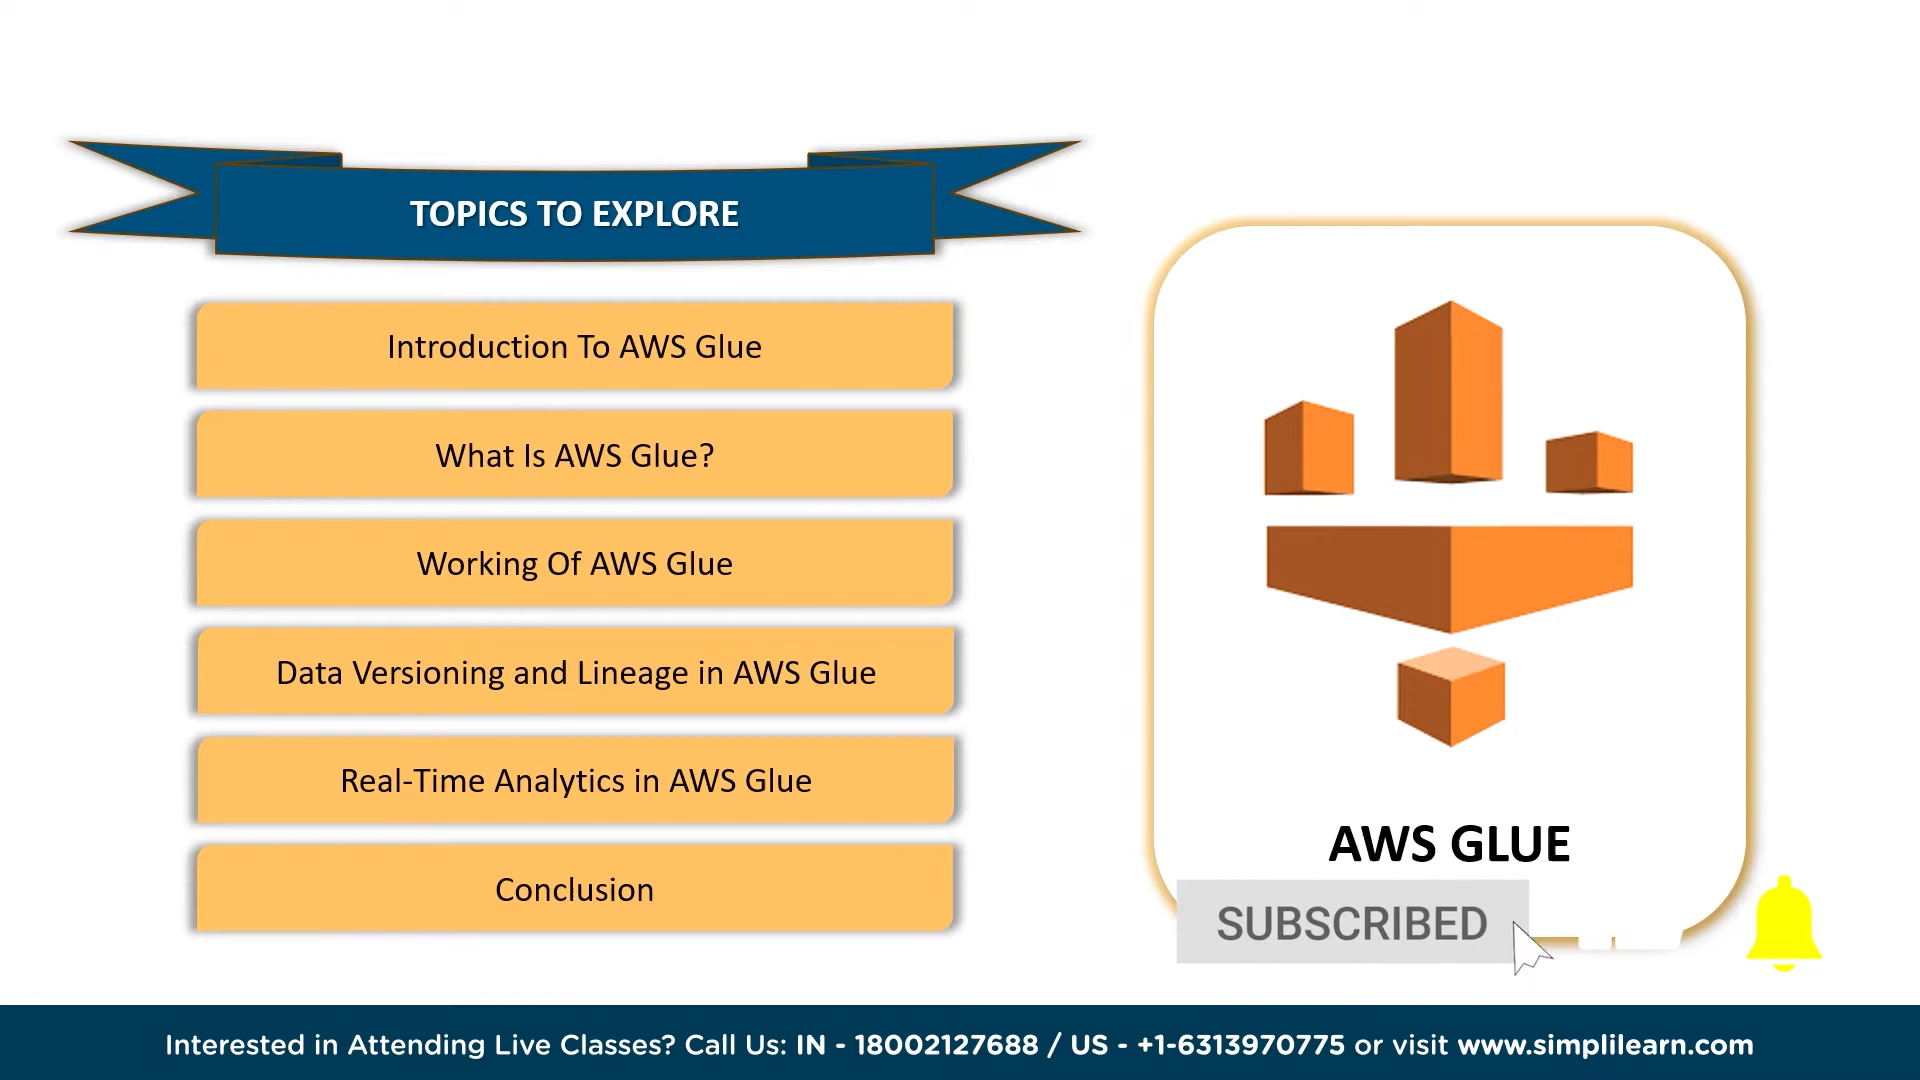 TOPICS TO EXPLORE
Introduction To AWS Glue
What Is AWS Glue?
Working Of AWS Glue
Data Versioning and Lineage in AWS Glue
Real-Time Analytics in AWS Glue
Conclusion
AWS GLUE
SUBSCRIBED
Interested in Attending Live Classes? Call Us: IN - 18002127688 / US - +1-6313970775 or visit www.simplilearn.com